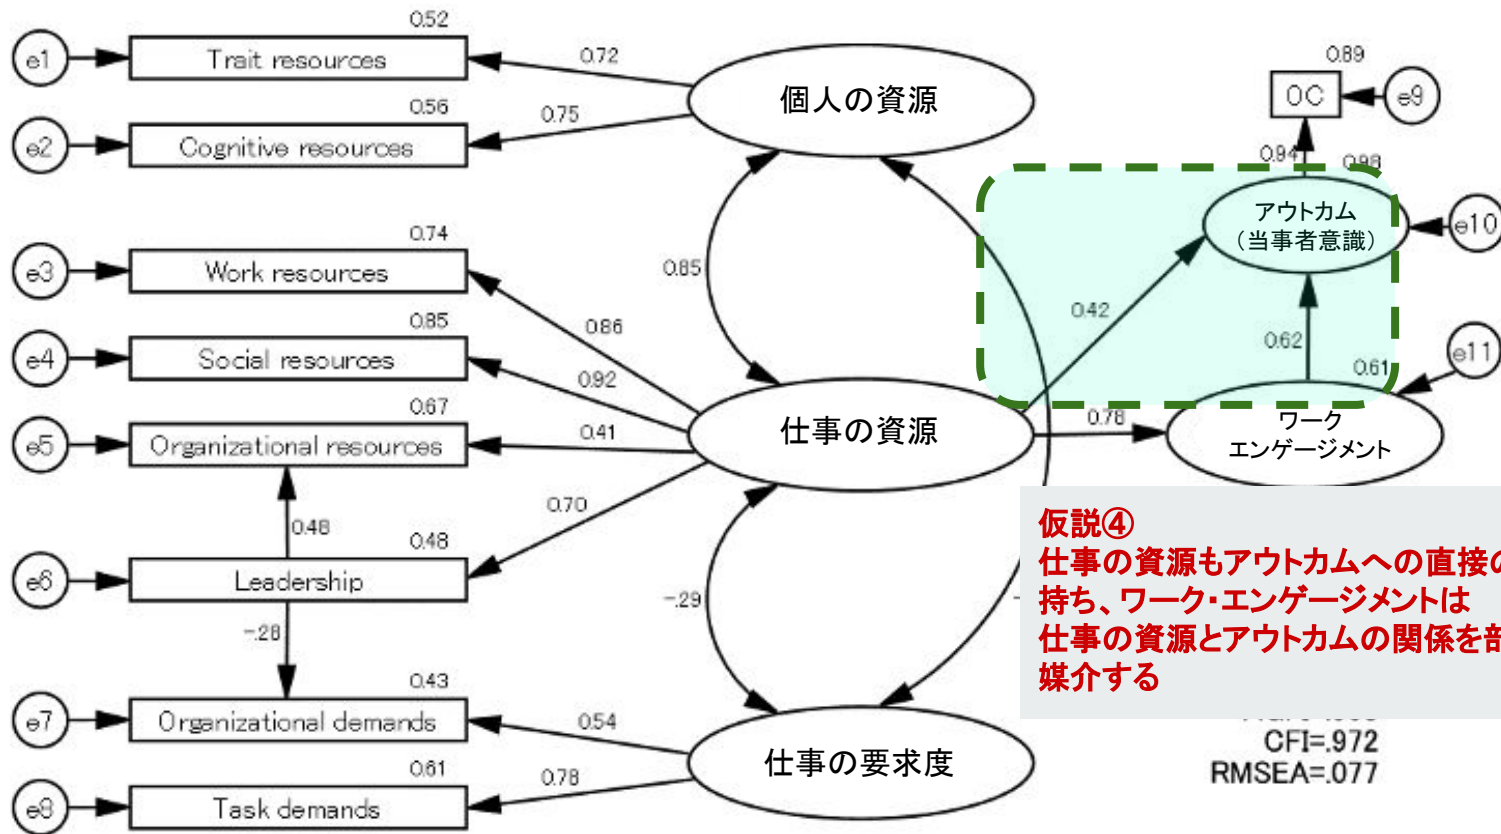 0.52
e1
Trait resources
0.72
個人の資源
0.89
OC
e9
0.56
e2
Cognitive resources
0.75
0.94
0.98
アウトカム
（当事者意識）
e10
0.74
e3
Work resources
0.85
0.86
0.42
0.85
e4
Social resources
0.92
0.62
e11
0.61
0.67
e5
Organizational resources
0.41
仕事の資源
0.78
ワーク
エンゲージメント
0.70
0.48
0.48
e6
Leadership
-.29
-.28
仮説④
仕事の資源もアウトカムへの直接の
持ち、ワーク・エンゲージメントは
仕事の資源とアウトカムの関係を部
媒介する
0.43
e7
Organizational demands
0.54
仕事の要求度
CFI=.972
RMSEA=.077
0.61
e8
Task demands
0.78